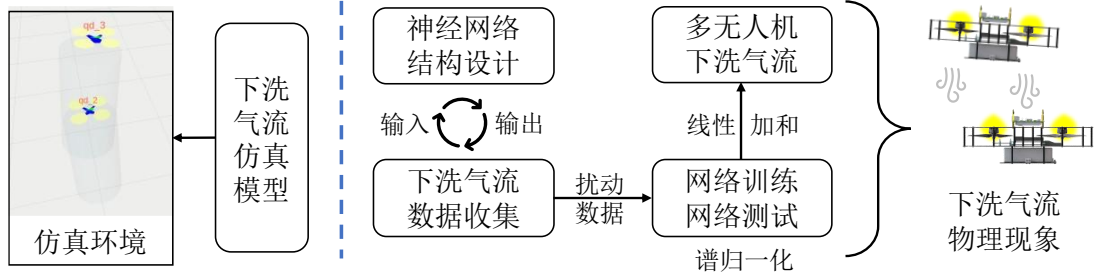 qd_3
qd_2
仿真环境
下洗
气流
仿真
模型
神经网络
结构设计
输入
输出
下洗气流
数据收集
扰动
数据
多无人机
下洗气流
线性 加和
网络训练
网络测试
谱归一化
下洗气流
物理现象